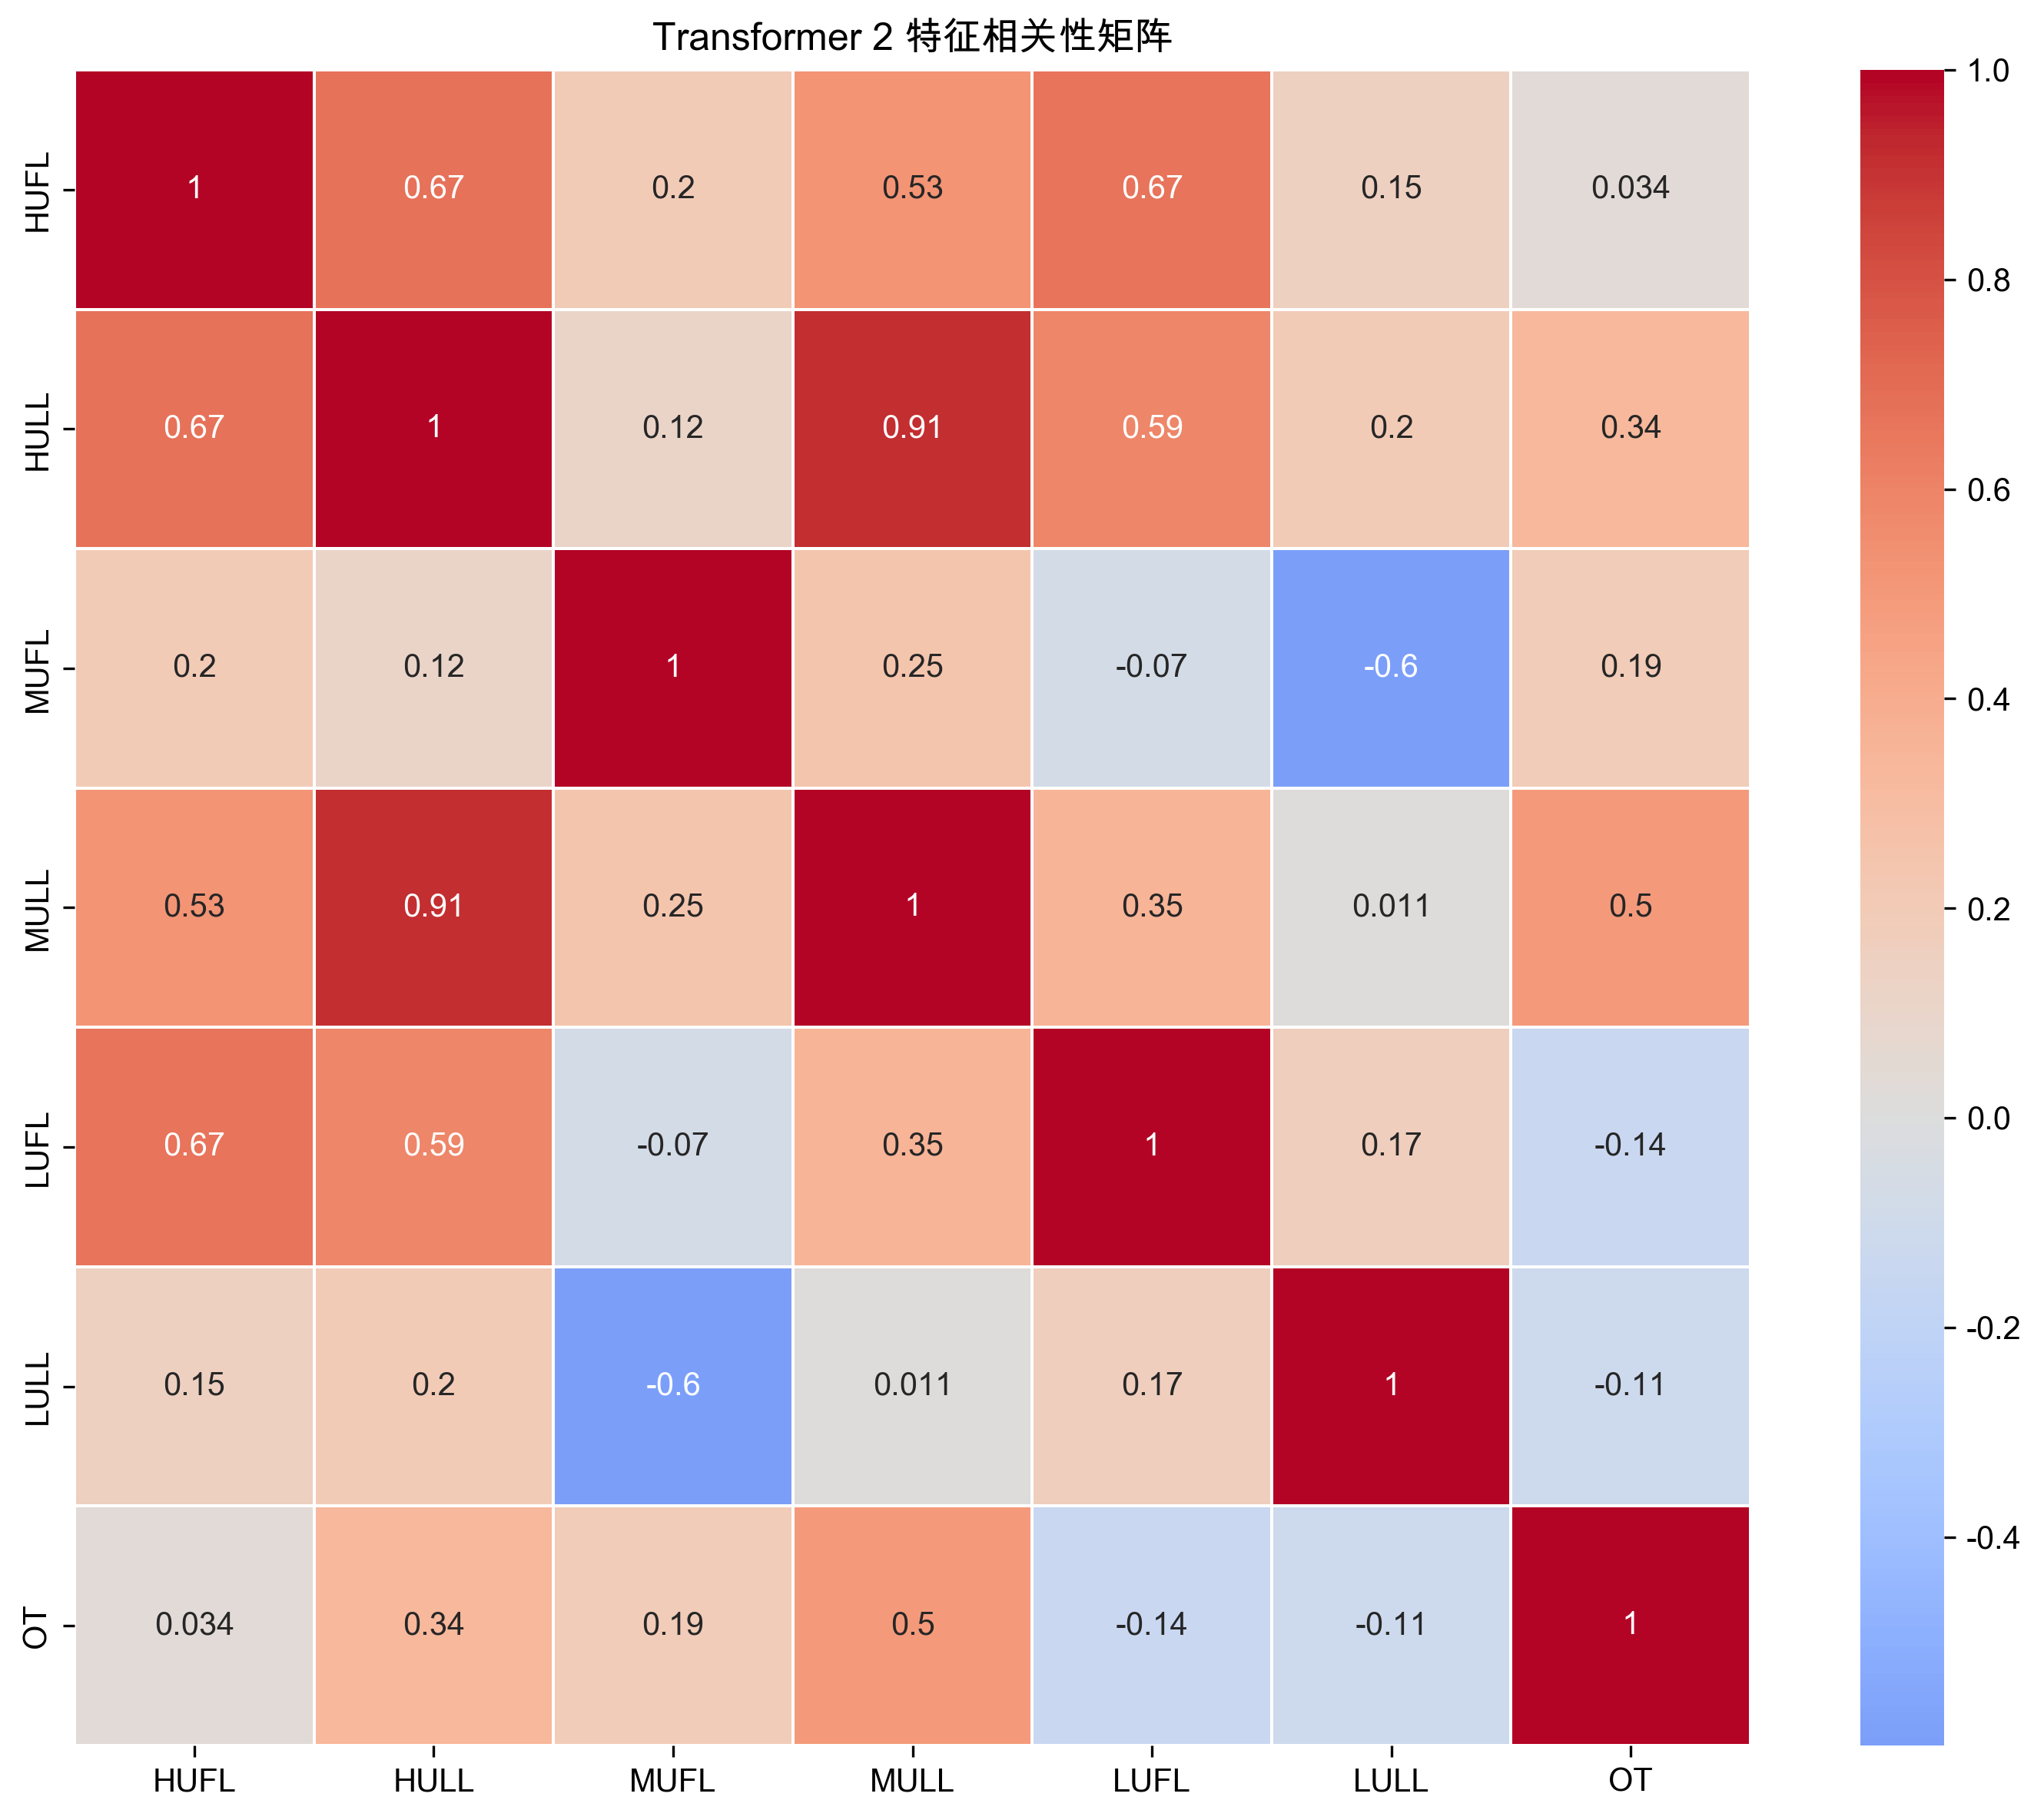 Transformer 2 特征相关性矩阵
HUFL 1 0.67 0.2 0.53 0.67 0.15 0.034
HULL 0.67 1 0.12 0.91 0.59 0.2 0.34
MUFL 0.2 0.12 1 0.25 -0.07 -0.6 0.19
MULL 0.53 0.91 0.25 1 0.35 0.011 0.5
LUFL 0.67 0.59 -0.07 0.35 1 0.17 -0.14
LULL 0.15 0.2 -0.6 0.011 0.17 1 -0.11
OT 0.034 0.34 0.19 0.5 -0.14 -0.11 1
HUFL HULL MUFL MULL LUFL LULL OT
1.0
0.8
0.6
0.4
0.2
0.0
-0.2
-0.4